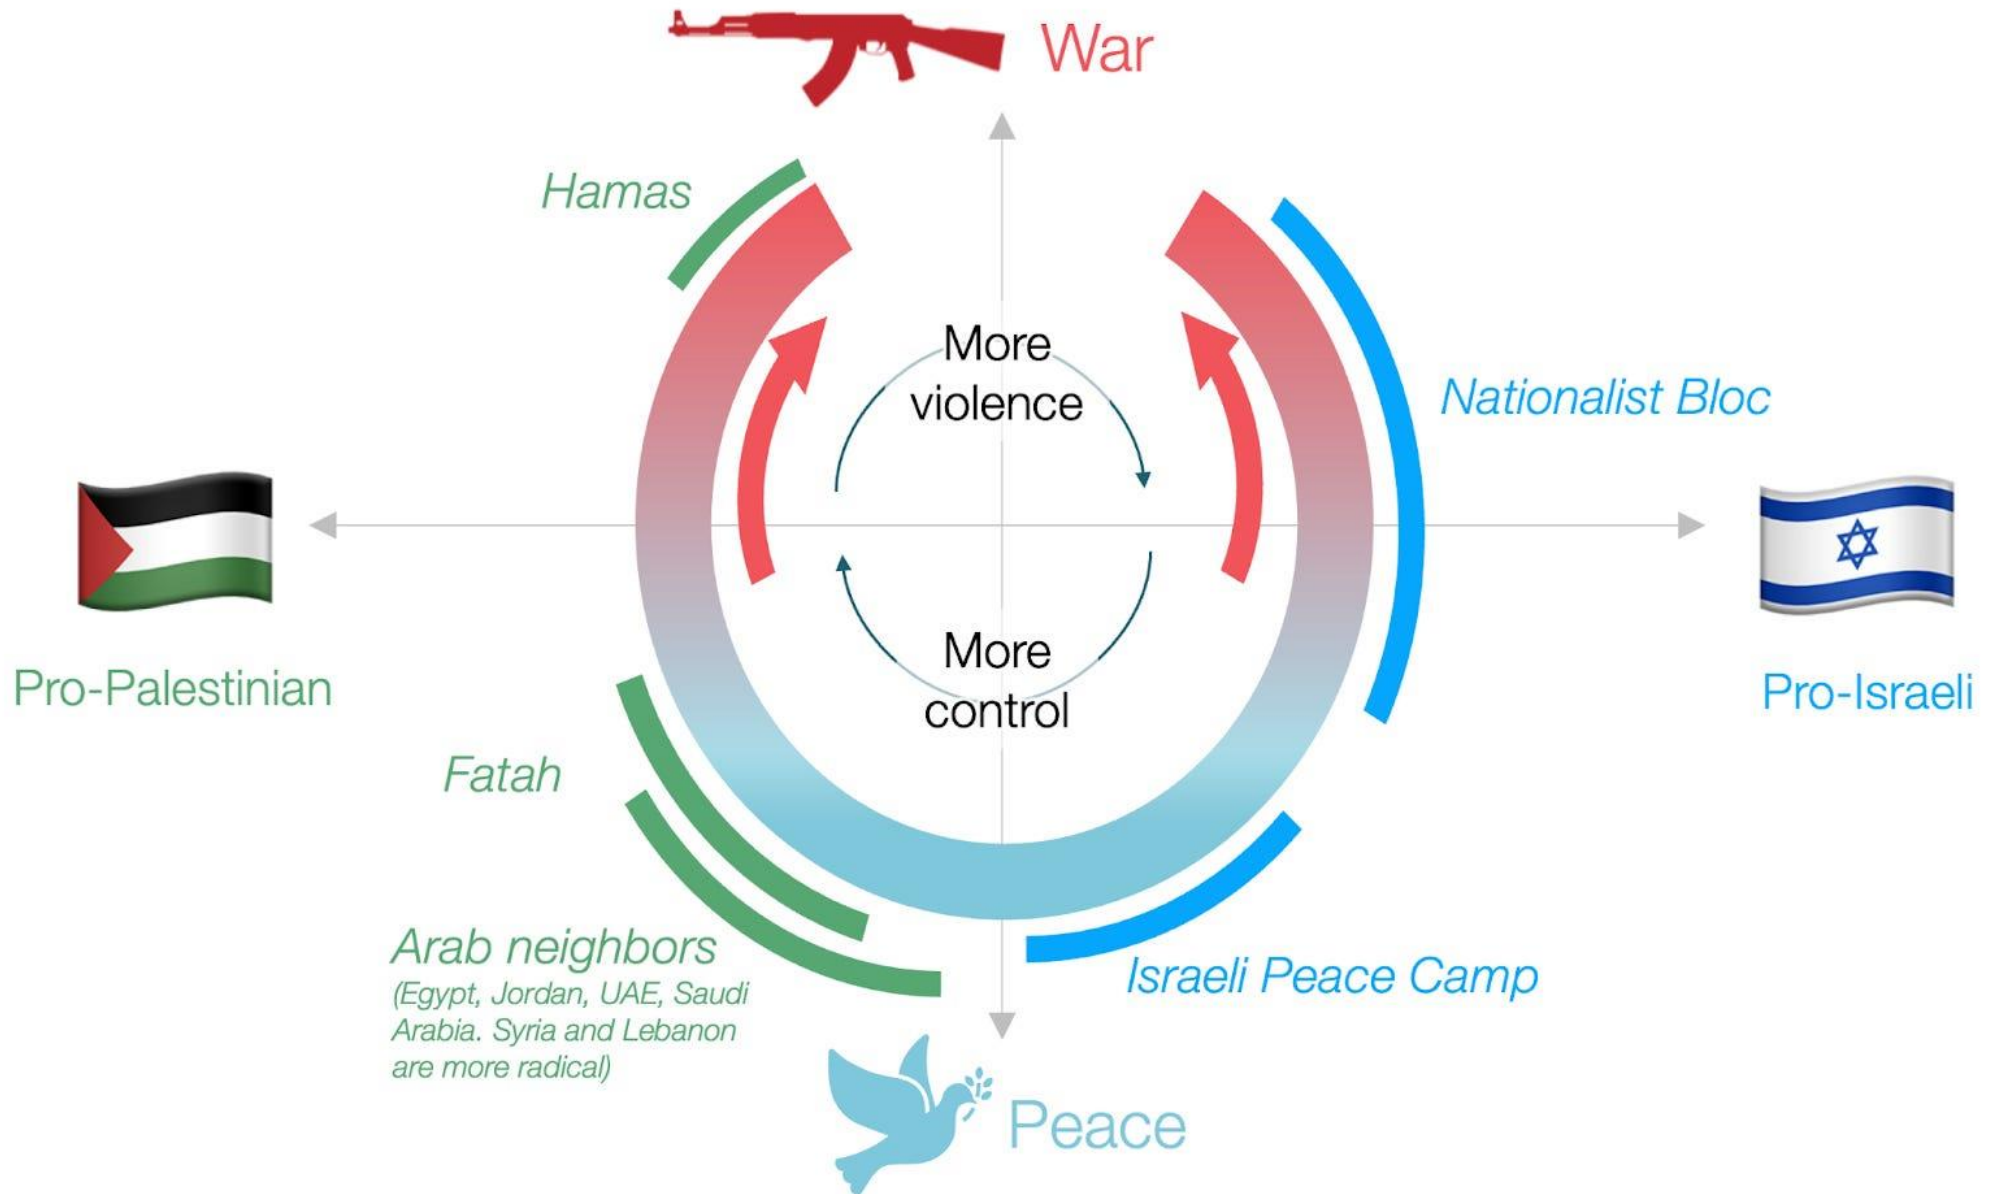 War
Hamas
More
violence
Nationalist Bloc
Pro-Palestinian
More
control
Pro-Israeli
Fatah
Arab neighbors
(Egypt, Jordan, UAE, Saudi
Arabia. Syria and Lebanon
are more radical)
Israeli Peace Camp
Peace